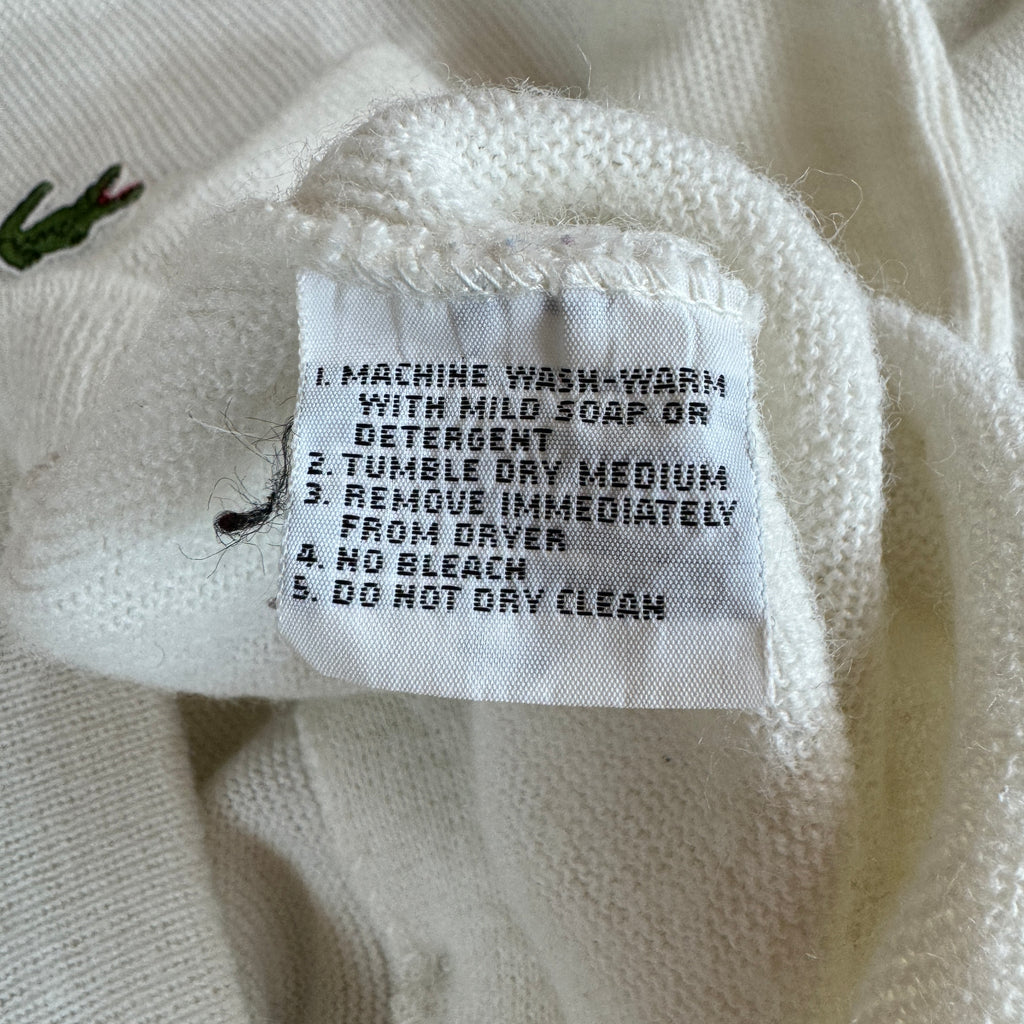 1. MACHINE WASH-WARM
WITH MILD SOAP OR
DETERGENT
2. TUMBLE DRY MEDIUM
3. REMOVE IMMEDIATELY
FROM DRYER
4. NO BLEACH
5. DO NOT DRY CLEAN